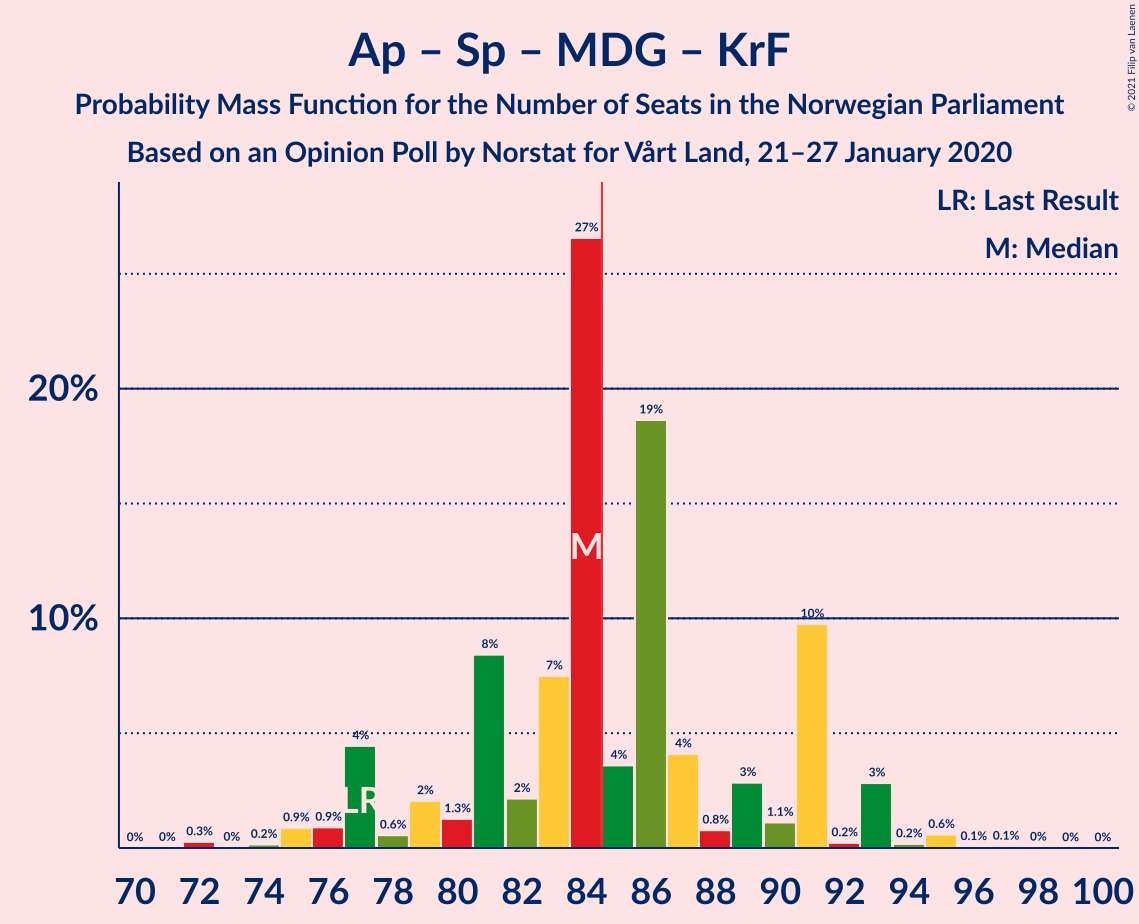 Ap – Sp – MDG – KrF
Probability Mass Function for the Number of Seats in the Norwegian Parliament
Based on an Opinion Poll by Norstat for Vårt Land, 21–27 January 2020
© 2021 Filip van Laenen
LR: Last Result
M: Median
20%
10%
0% 0% 0.3% 0% 0.2% 0.9% 0.9% 4% 0.6% 2% 1.3% 8% 2% 7% 27% 4% 19% 4% 0.8% 3% 1.1% 10% 0.2% 3% 0.2% 0.6% 0.1% 0.1% 0% 0% 0%
LR
M
70 72 74 76 78 80 82 84 86 88 90 92 94 96 98 100